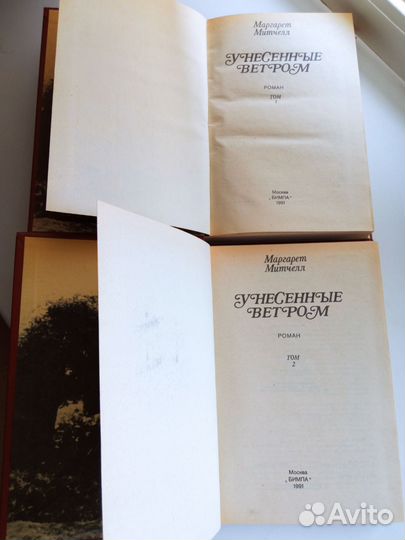 Маргарет
Митчелл
УНЕСЕННЫЕ
ВЕТРОМ
РОМАН
ТОМ
1
Москва
„БИМПА"
1991
Маргарет
Митчелл
УНЕСЕННЫЕ
ВЕТРОМ
РОМАН
ТОМ
2
Москва
„БИМПА"
1991
Avito